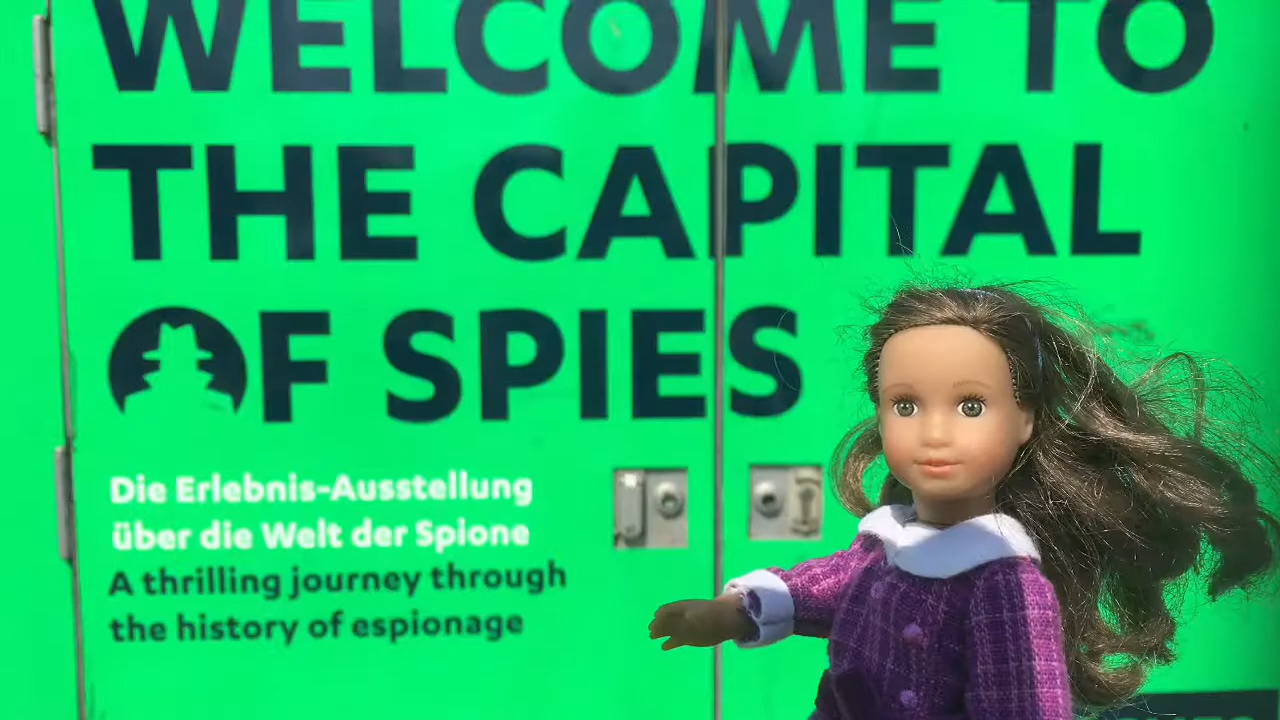 WELCOME TO
THE CAPITAL
OF SPIES
Die Erlebnis-Ausstellung
über die Welt der Spione
A thrilling journey through
the history of espionage